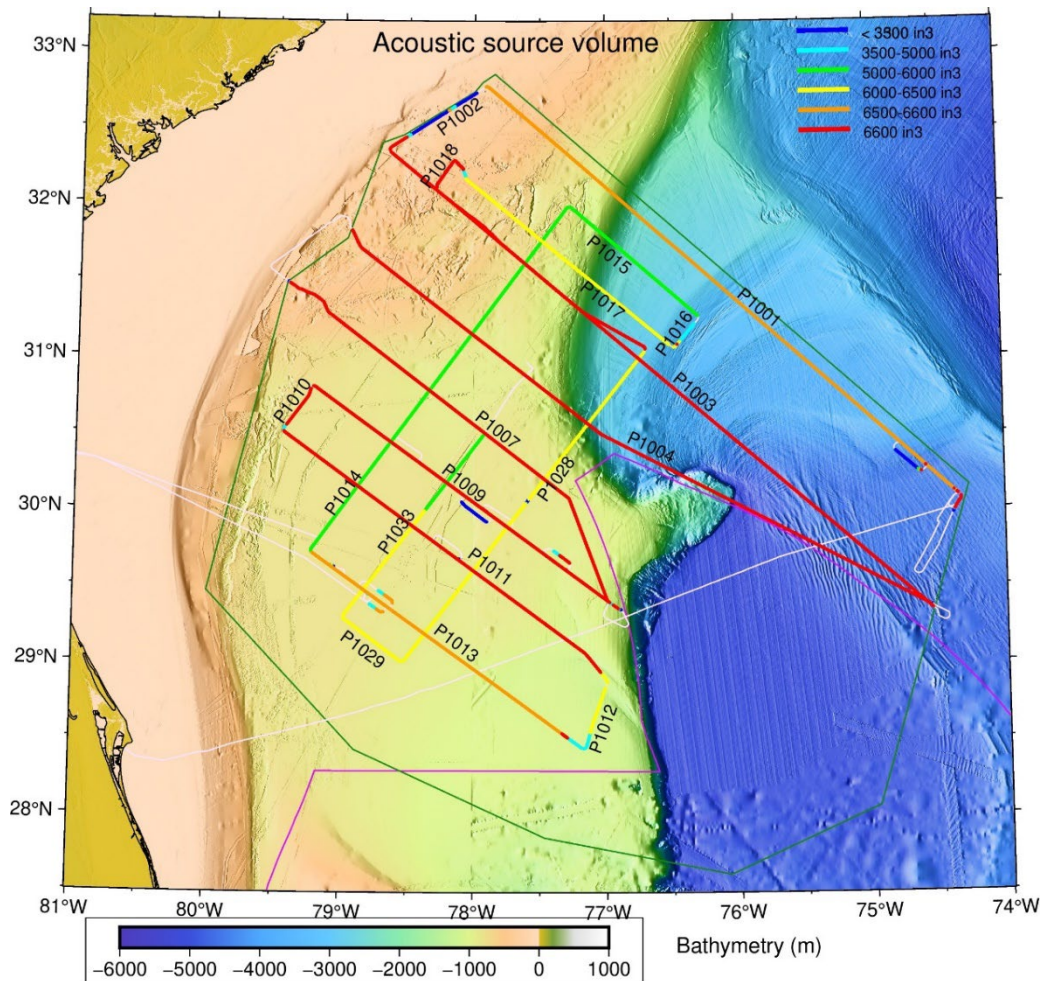 Acoustic source volume
< 3500 in3
3500-5000 in3
5000-6000 in3
6000-6500 in3
6500-6600 in3
6600 in3
33°N
32°N
31°N
30°N
29°N
28°N
P1002
P1018
P1015
P1017
P1016
P1001
P1003
P1004
P1010
P1007
P1028
P1009
P1014
P1033
P1011
P1013
P1029
P1012
81°W
80°W
79°W
78°W
77°W
76°W
75°W
74°W
Bathymetry (m)
−6000
−5000
−4000
−3000
−2000
−1000
0
1000